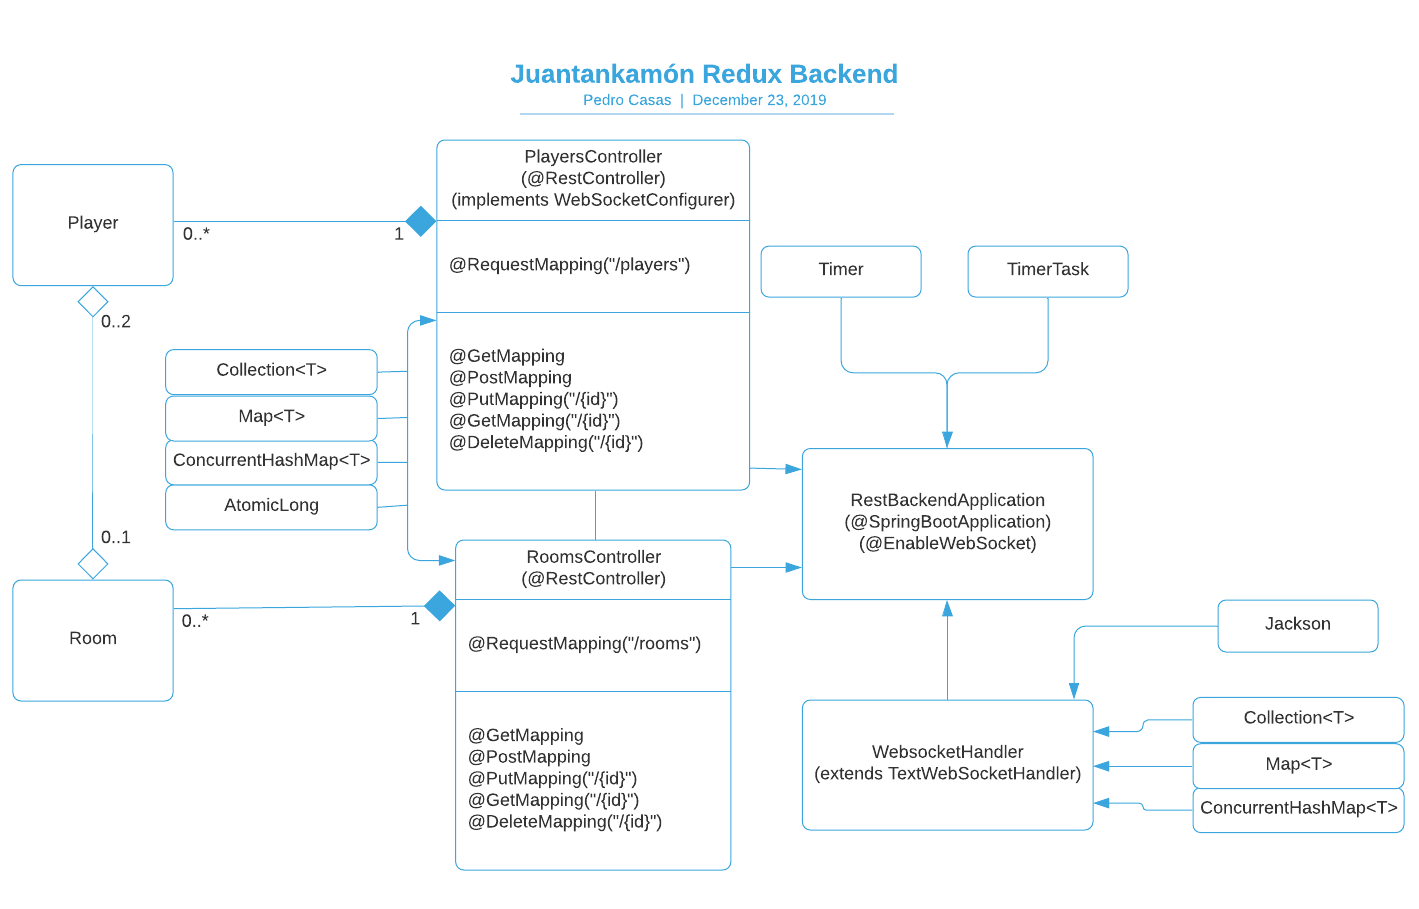 Juantankamón Redux Backend
Pedro Casas | December 23, 2019
PlayersController
(@RestController)
(implements WebSocketConfigurer)
@RequestMapping("/players")
@GetMapping
@PostMapping
@PutMapping("/{id}")
@GetMapping("/{id}")
@DeleteMapping("/{id}")
Player
0..*
1
0..2
Collection<T>
Map<T>
ConcurrentHashMap<T>
AtomicLong
0..1
Room
0..*
1
RoomsController
(@RestController)
@RequestMapping("/rooms")
@GetMapping
@PostMapping
@PutMapping("/{id}")
@GetMapping("/{id}")
@DeleteMapping("/{id}")
Timer
TimerTask
RestBackendApplication
(@SpringBootApplication)
(@EnableWebSocket)
WebsocketHandler
(extends TextWebSocketHandler)
Jackson
Collection<T>
Map<T>
ConcurrentHashMap<T>